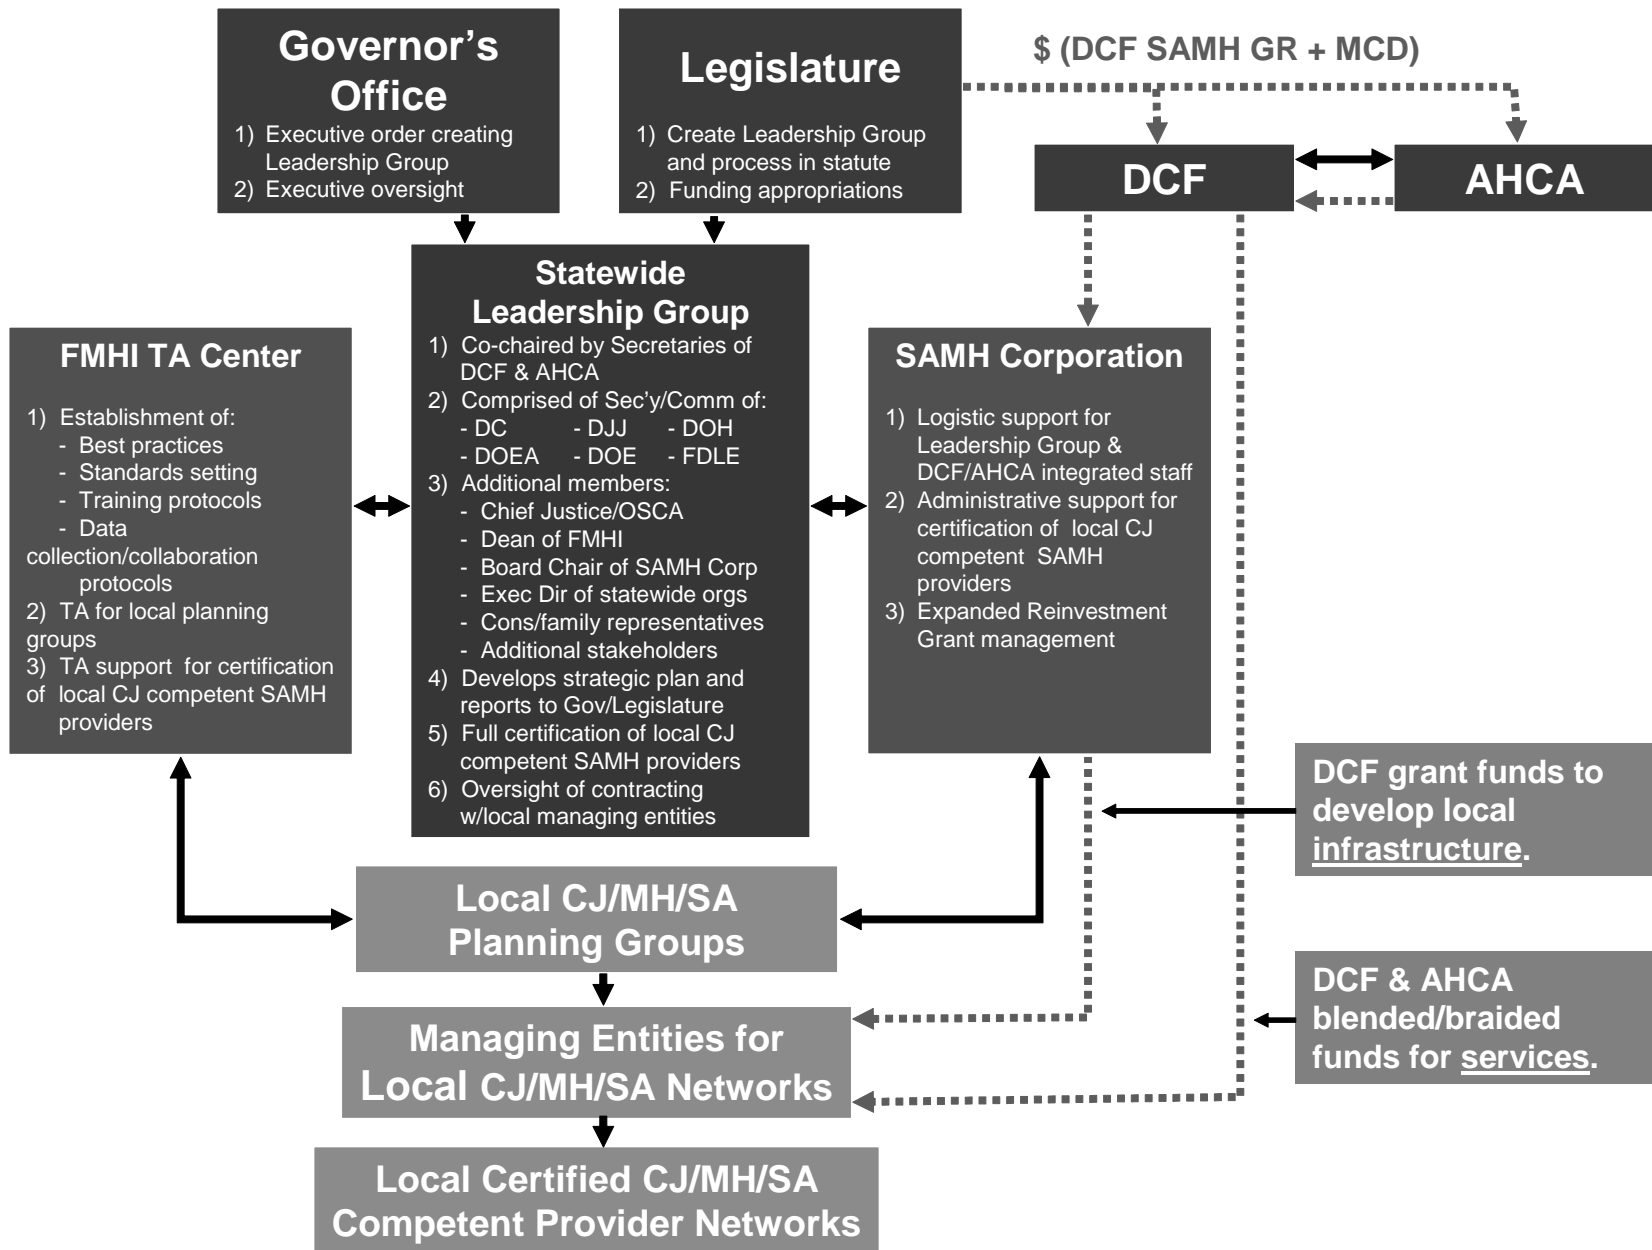 Governor's
Office
1) Executive order creating
Leadership Group
2) Executive oversight
Legislature
1) Create Leadership Group
and process in statute
2) Funding appropriations
$ (DCF SAMH GR + MCD)
DCF
AHCA
Statewide
Leadership Group
1) Co-chaired by Secretaries of
DCF & AHCA
2) Comprised of Sec'y/Comm of:
- DC - DJJ - DOH
- DOEA - DOE - FDLE
3) Additional members:
- Chief Justice/OSCA
- Dean of FMHI
- Board Chair of SAMH Corp
- Exec Dir of statewide orgs
- Cons/family representatives
- Additional stakeholders
4) Develops strategic plan and
reports to Gov/Legislature
5) Full certification of local CJ
competent SAMH providers
6) Oversight of contracting
w/local managing entities
FMHI TA Center
1) Establishment of:
- Best practices
- Standards setting
- Training protocols
- Data
collection/collaboration
protocols
2) TA for local planning
groups
3) TA support for certification
of local CJ competent SAMH
providers
SAMH Corporation
1) Logistic support for
Leadership Group &
DCF/AHCA integrated staff
2) Administrative support for
certification of local CJ
competent SAMH
providers
3) Expanded Reinvestment
Grant management
DCF grant funds to
develop local
infrastructure.
Local CJ/MH/SA
Planning Groups
DCF & AHCA
blended/braided
funds for services.
Managing Entities for
Local CJ/MH/SA Networks
Local Certified CJ/MH/SA
Competent Provider Networks